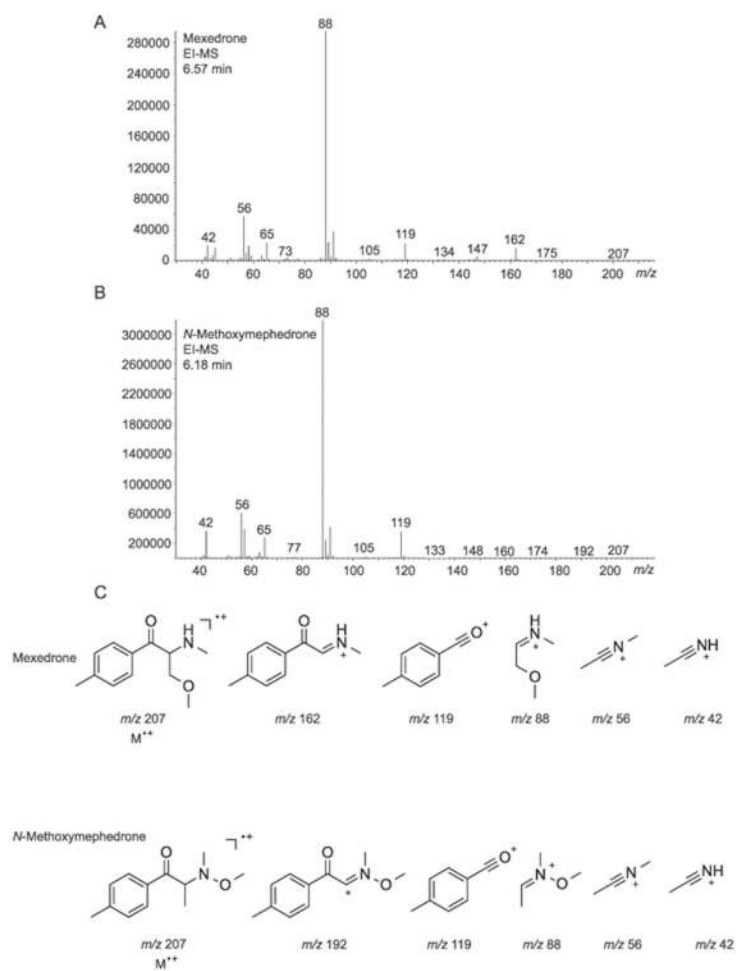 A
88
Mexedrone
EI-MS
6.57 min
280000
240000
200000
160000
120000
80000
40000
0
42
56
65
73
105
119
134
147
162
175
207
40
60
80
100
120
140
160
180
200
m/z
B
88
N-Methoxymephedrone
EI-MS
6.18 min
3000000
2600000
2200000
1800000
1400000
1000000
600000
200000
42
56
65
77
105
119
133
148
160
174
192
207
40
60
80
100
120
140
160
180
200
m/z
C
Mexedrone
O
H
N
O
•+
m/z 207
M•+
O
H
N
+
m/z 162
O+
m/z 119
H
N
+
O
m/z 88
N
+
m/z 56
NH
+
m/z 42
N-Methoxymephedrone
O
N
O
•+
m/z 207
M•+
O
N
O
+
m/z 192
O+
m/z 119
N
+
O
m/z 88
N
+
m/z 56
NH
+
m/z 42